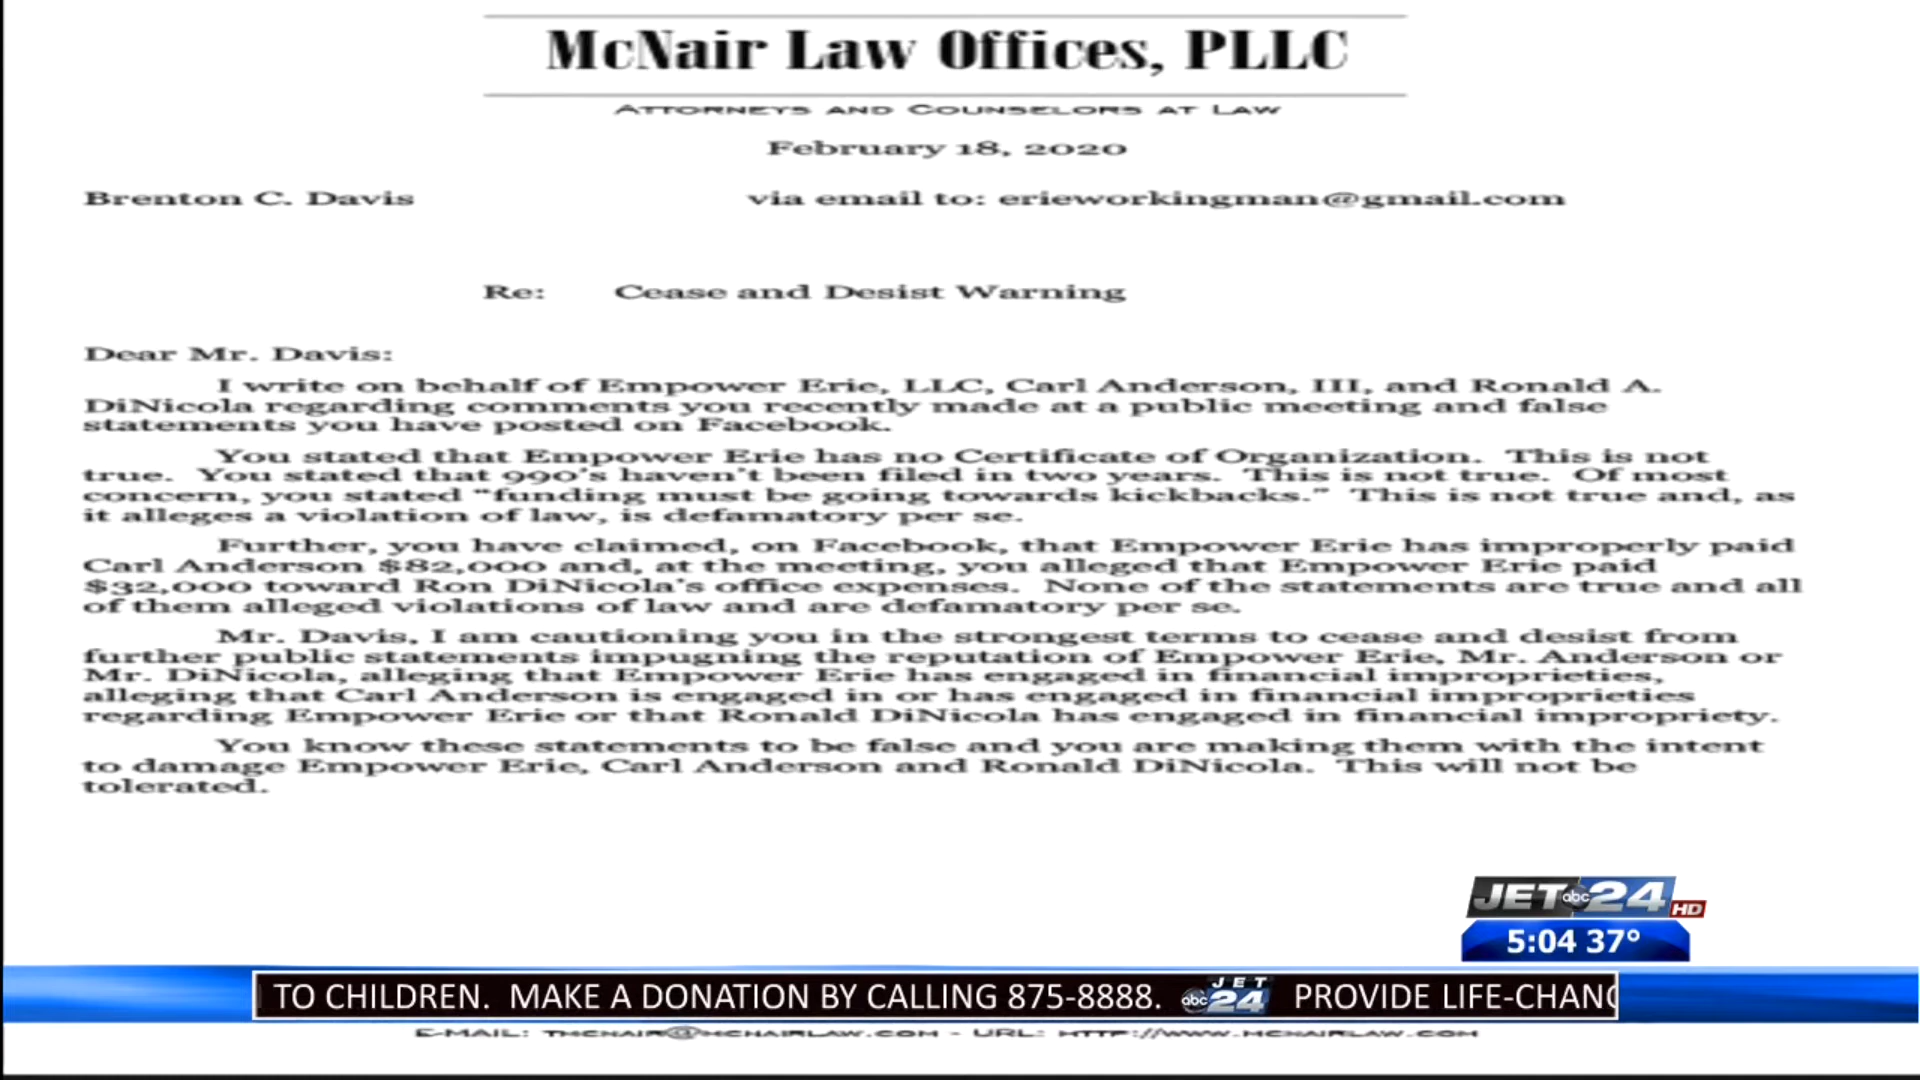 McNair Law Offices, PLLC
Attorneys and Counselors at Law
February 18, 2020
Brenton C. Davis via email to: erieworkingman@gmail.com
Re: Cease and Desist Warning
Dear Mr. Davis:
I write on behalf of Empower Erie, LLC, Carl Anderson, III, and Ronald A.
DiNicola regarding comments you recently made at a public meeting and false
statements you have posted on Facebook.
You stated that Empower Erie has no Certificate of Organization. This is not
true. You stated that 990's haven't been filed in two years. This is not true. Of most
concern, you stated "funding must be going towards kickbacks." This is not true and, as
it alleges a violation of law, is defamatory per se.
Further, you have claimed, on Facebook, that Empower Erie has improperly paid
Carl Anderson $82,000 and, at the meeting, you alleged that Empower Erie paid
$32,000 toward Ron DiNicola's office expenses. None of the statements are true and all
of them alleged violations of law and are defamatory per se.
Mr. Davis, I am cautioning you in the strongest terms to cease and desist from
further public statements impugning the reputation of Empower Erie, Mr. Anderson or
Mr. DiNicola, alleging that Empower Erie has engaged in financial improprieties,
alleging that Carl Anderson is engaged in or has engaged in financial improprieties
regarding Empower Erie or that Ronald DiNicola has engaged in financial impropriety.
You know these statements to be false and you are making them with the intent
to damage Empower Erie, Carl Anderson and Ronald DiNicola. This will not be
tolerated.
JET abc 24 HD
5:04 37°
TO CHILDREN. MAKE A DONATION BY CALLING 875-8888. JET abc 24 PROVIDE LIFE-CHANG
E-mail: tmcnair@mcnairlaw.com - URL: http://www.mcnairlaw.com